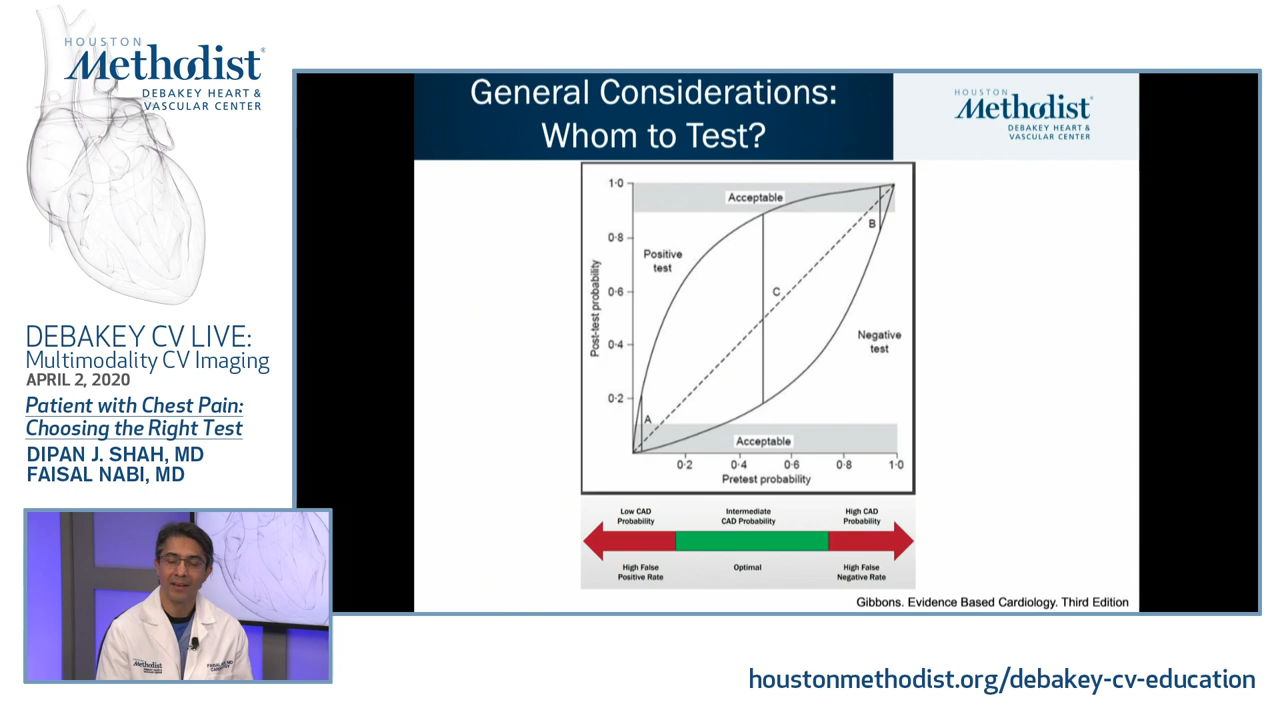 HOUSTON
Methodist®
DEBAKEY HEART &
VASCULAR CENTER
DEBAKEY CV LIVE:
Multimodality CV Imaging
APRIL 2, 2020
Patient with Chest Pain:
Choosing the Right Test
DIPAN J. SHAH, MD
FAISAL NABI, MD
General Considerations:
Whom to Test?
HOUSTON
Methodist®
DEBAKEY HEART &
VASCULAR CENTER
Post-test probability
1·0
0·8
0·6
0·4
0·2
Acceptable
Positive
test
B
C
Negative
test
A
Acceptable
0·2 0·4 0·6 0·8 1·0
Pretest probability
Low CAD
Probability
Intermediate
CAD Probability
High CAD
Probability
High False
Positive Rate
Optimal
High False
Negative Rate
Gibbons. Evidence Based Cardiology. Third Edition
Methodist
houstonmethodist.org/debakey-cv-education